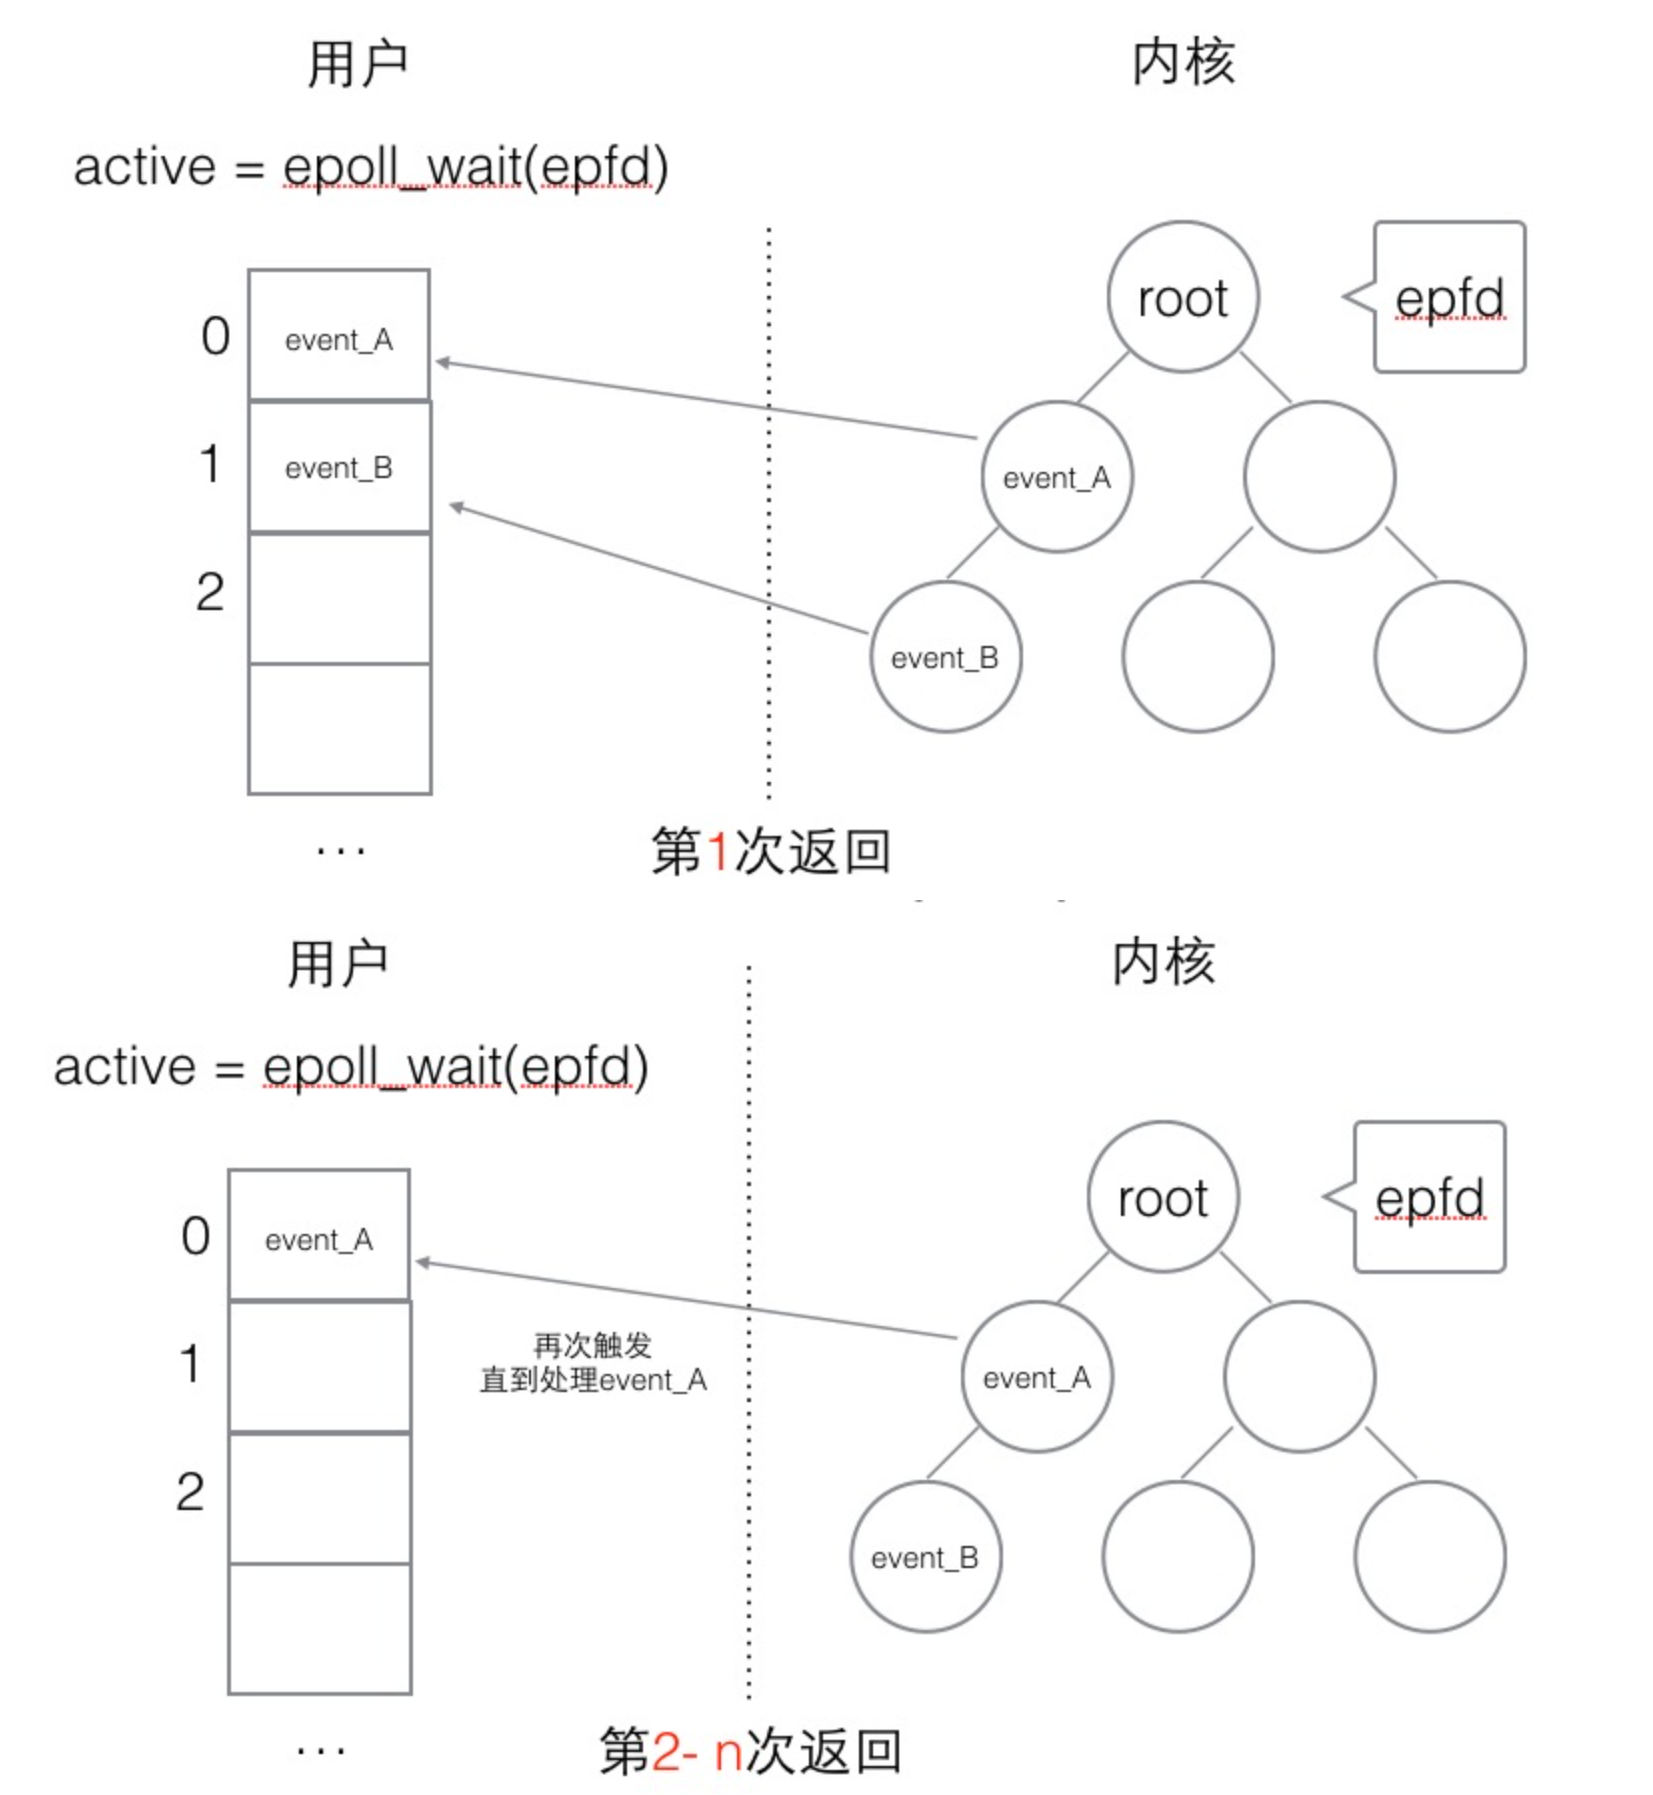 用户
内核
active = epoll_wait(epfd)
root
epfd
0
event_A
1
event_B
event_A
2
event_B
...
第1次返回
用户
内核
active = epoll_wait(epfd)
root
epfd
0
event_A
再次触发
直到处理event_A
1
event_A
2
event_B
...
第2- n次返回